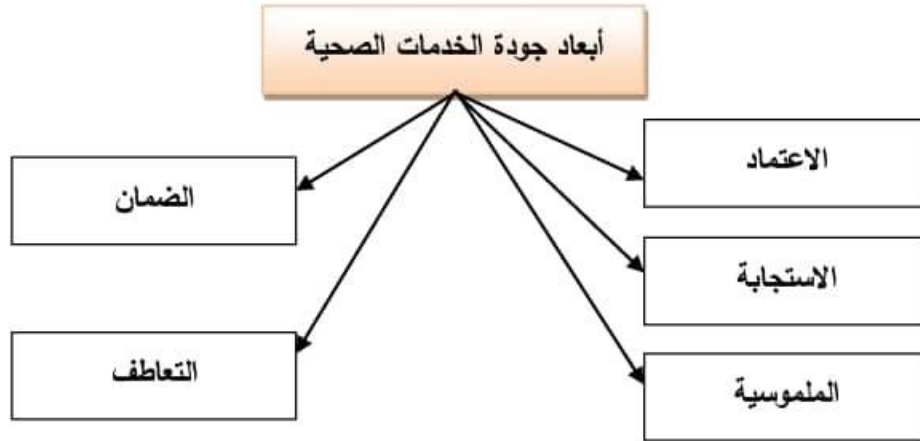 أبعاد جودة الخدمات الصحية
الاعتماد
الضمان
الاستجابة
التعاطف
الملموسية